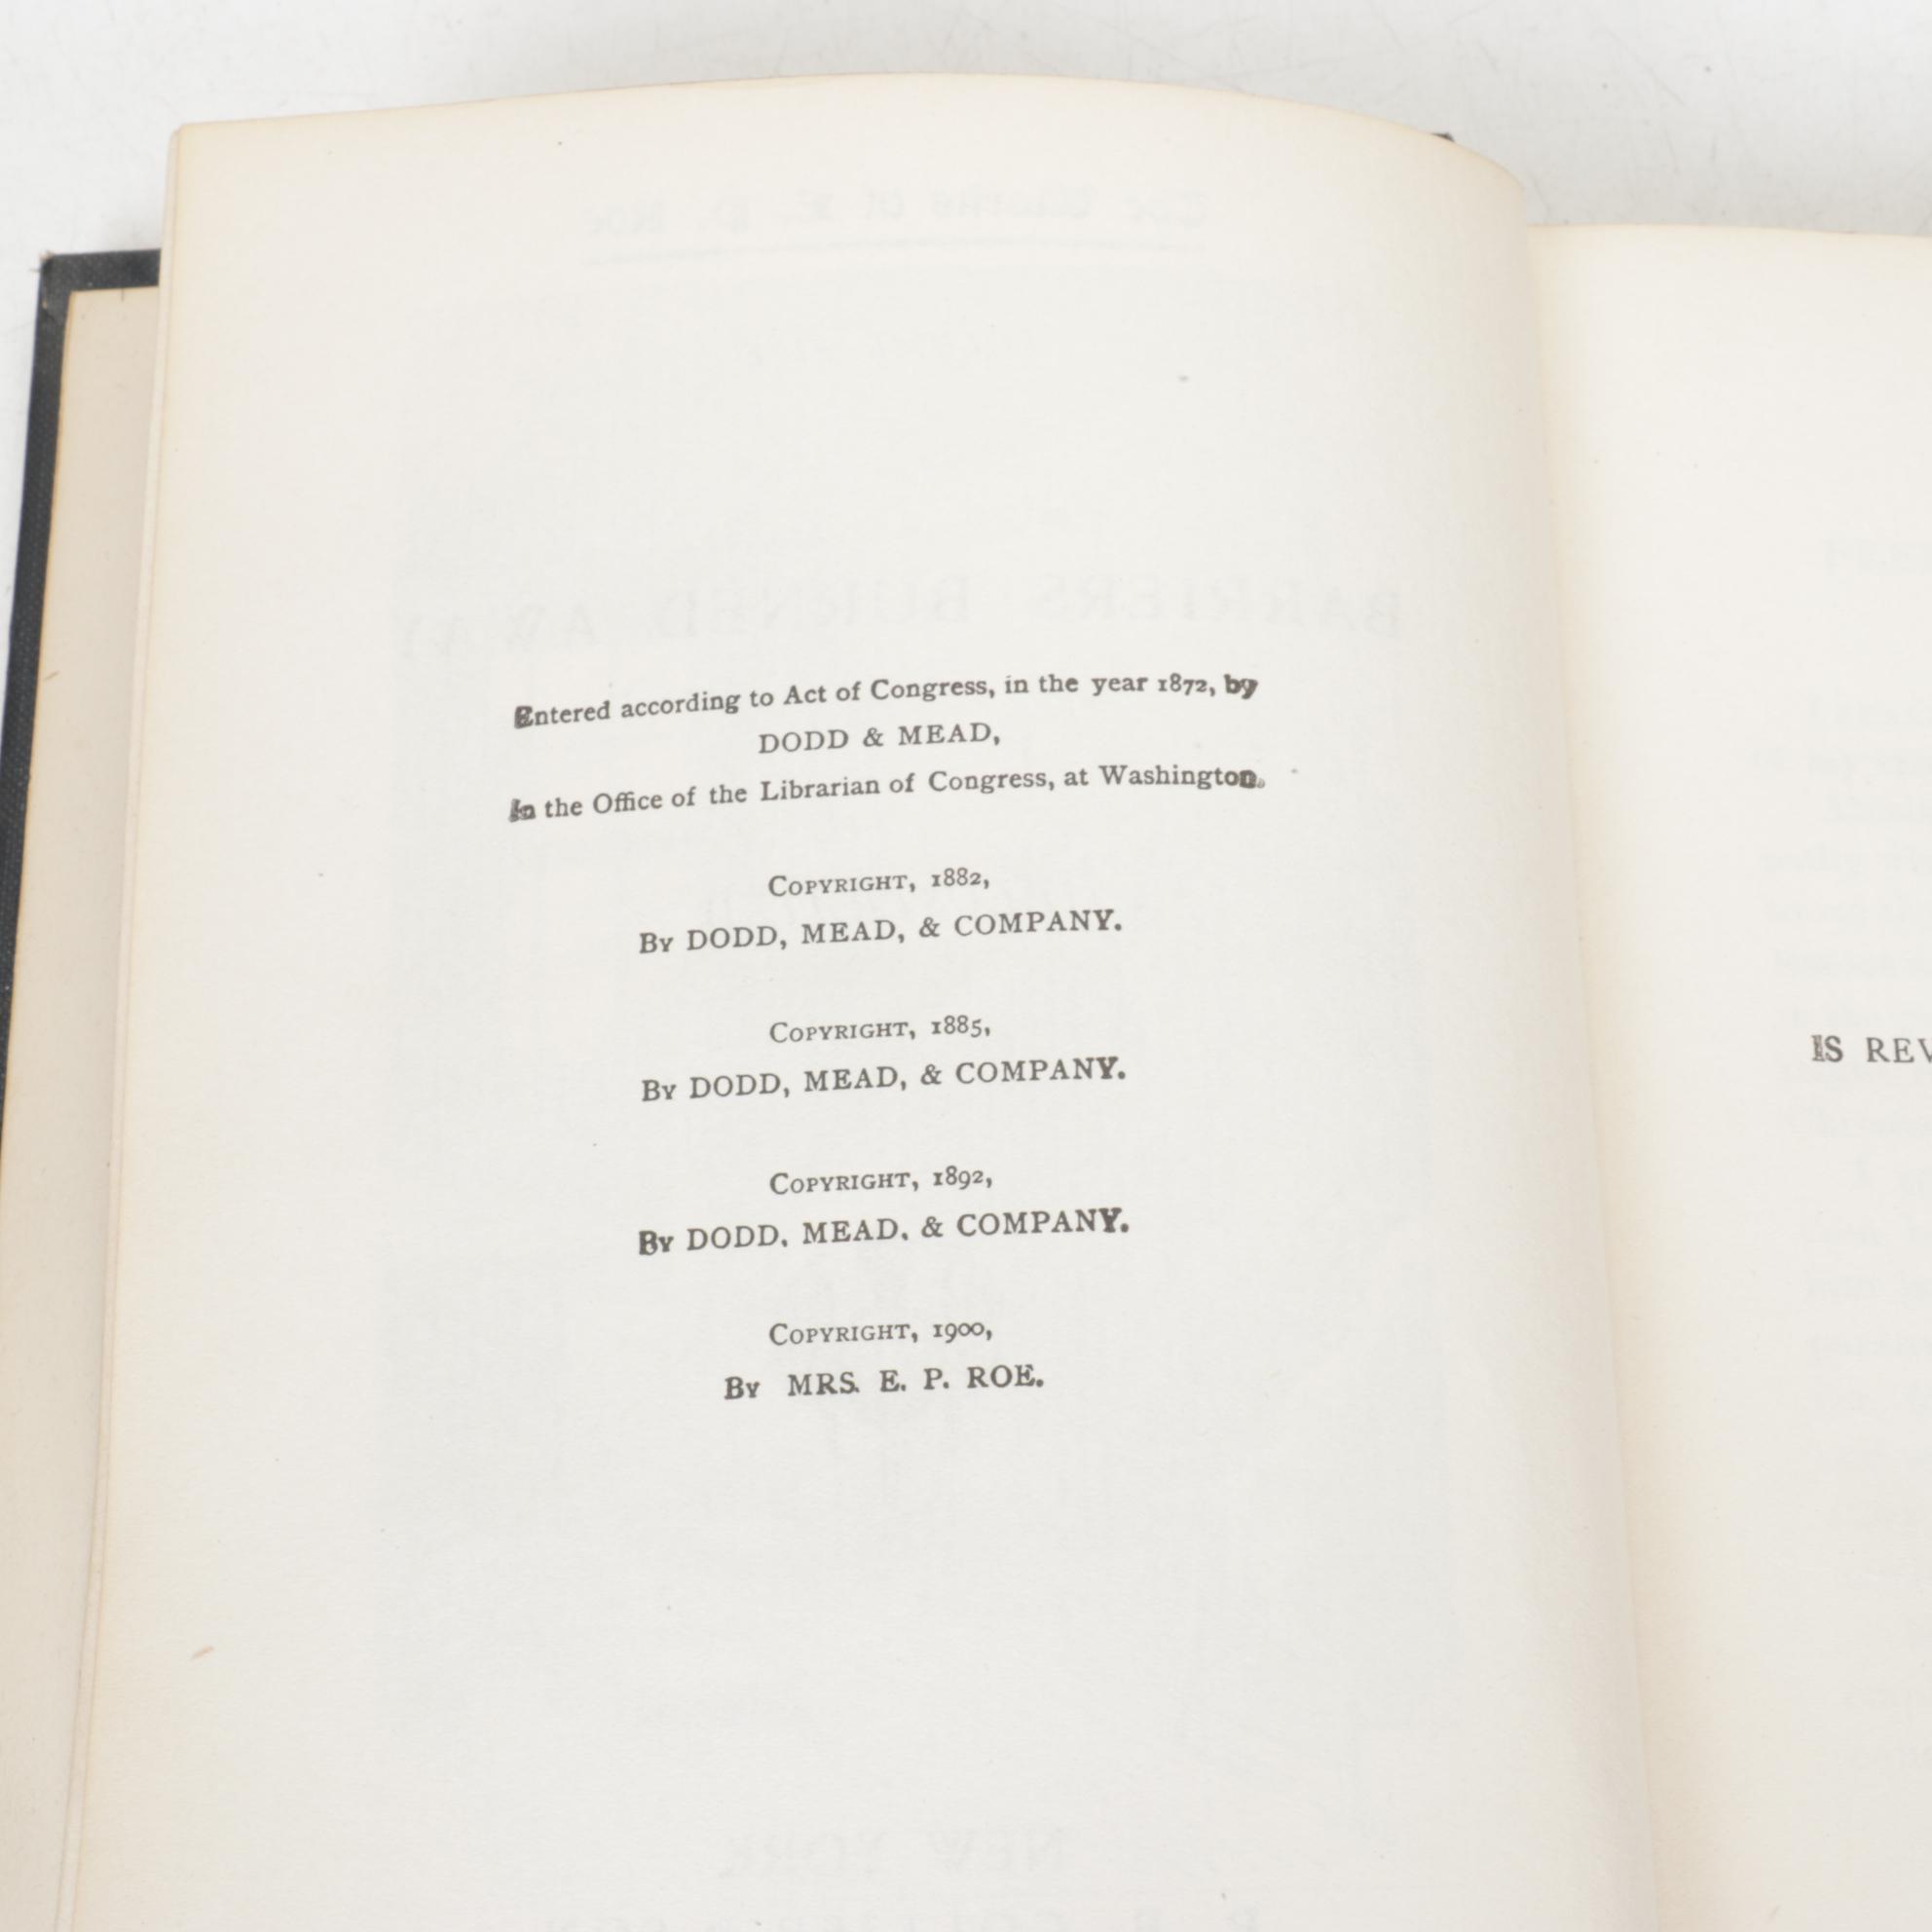 Entered according to Act of Congress, in the year 1872, by
DODD & MEAD,
In the Office of the Librarian of Congress, at Washington.
COPYRIGHT, 1882,
BY DODD, MEAD, & COMPANY.
COPYRIGHT, 1885,
BY DODD, MEAD, & COMPANY.
COPYRIGHT, 1892,
BY DODD, MEAD, & COMPANY.
COPYRIGHT, 1900,
BY MRS. E. P. ROE.
IS REV